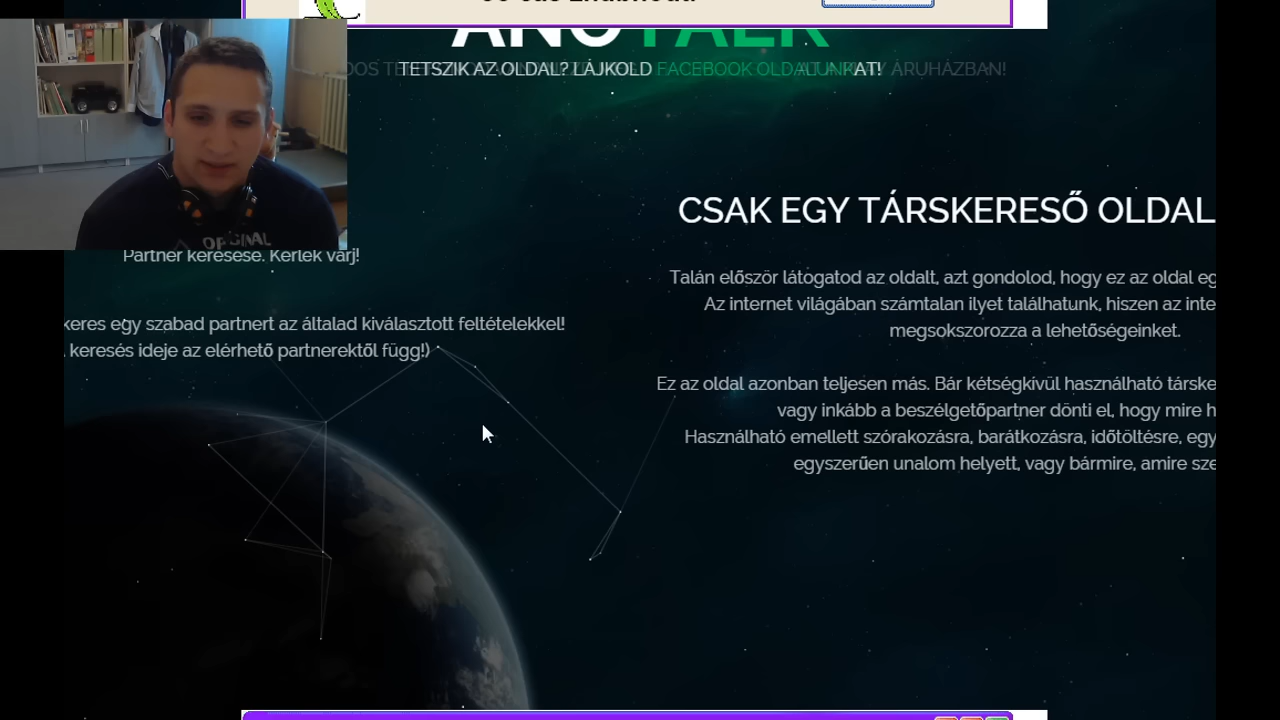 ANOTALK
TETSZIK AZ OLDAL? LÁJKOLD FACEBOOK OLDALUNKAT!
ÁRUHÁZBAN!
CSAK EGY TÁRSKERESŐ OLDAL
ORIGINAL
Partner keresése. Kérlek várj!
Talán először látogatod az oldalt, azt gondolod, hogy ez az oldal eg
Az internet világában számtalan ilyet találhatunk, hiszen az inte
megsokszorozza a lehetőségeinket.
keres egy szabad partnert az általad kiválasztott feltételekkel!
keresés ideje az elérhető partnerektől függ!)
Ez az oldal azonban teljesen más. Bár kétségkívül használható társke
vagy inkább a beszélgetőpartner dönti el, hogy mire h
Használható emellett szórakozásra, barátkozásra, időtöltésre, egy
egyszerűen unalom helyett, vagy bármire, amire sze